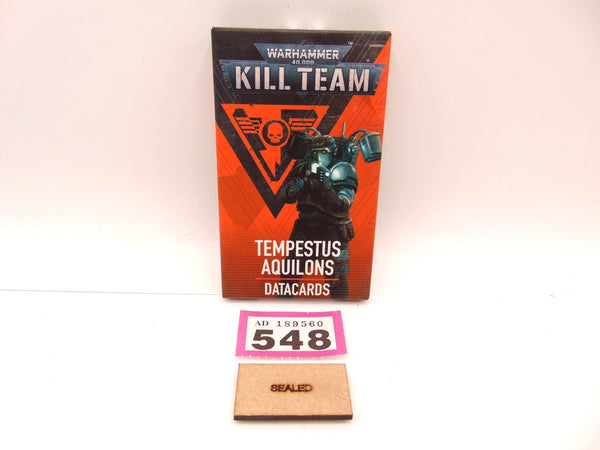 WARHAMMER
40,000
KILL TEAM
TEMPESTUS
AQUILONS
DATACARDS
AD 189560
548
SEALED